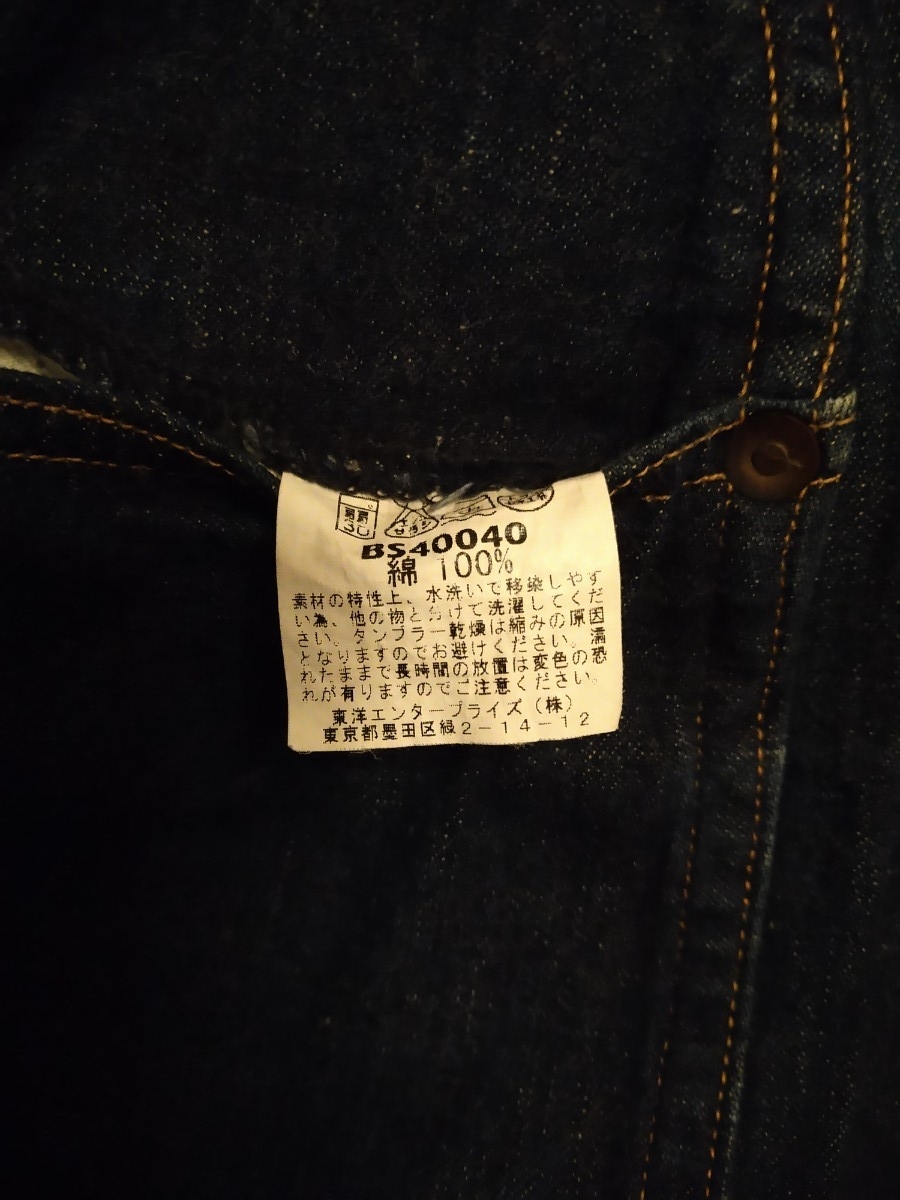 弱
BS40040
綿 100%
素材の特性上、水洗いで移染しやす
い為、他の物と分けて洗濯してくだ
さい。タンブラー乾燥は縮みの原因
となりますのでお避けください。濡
れたままで長時間の放置は変色の恐
れが有りますのでご注意ください。
東洋エンタープライズ(株)
東京都墨田区緑2-14-12